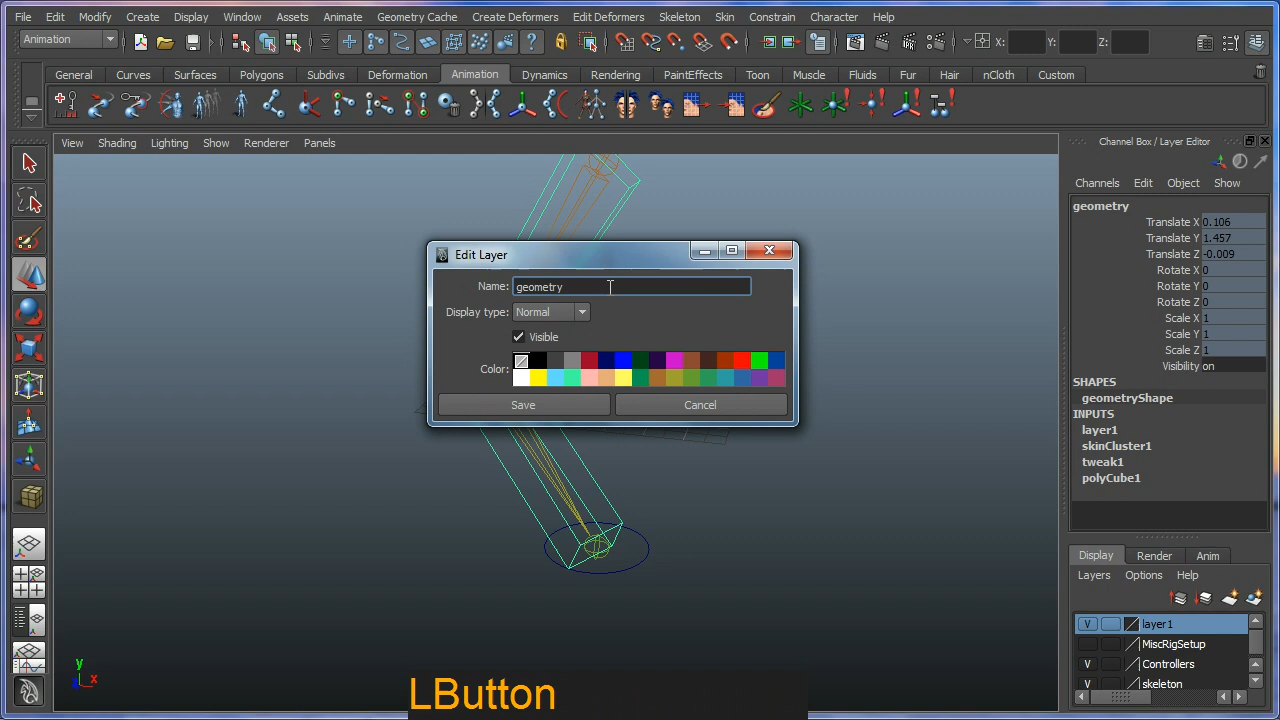 File Edit Modify Create Display Window Assets Animate Geometry Cache Create Deformers Edit Deformers Skeleton Skin Constrain Character Help
Animation X: Y: Z:
General Curves Surfaces Polygons Subdivs Deformation Animation Dynamics Rendering PaintEffects Toon Muscle Fluids Fur Hair nCloth Custom
View Shading Lighting Show Renderer Panels
Channel Box / Layer Editor
Channels Edit Object Show
geometry
Translate X 0.106
Translate Y 1.457
Translate Z -0.009
Rotate X 0
Rotate Y 0
Rotate Z 0
Scale X 1
Scale Y 1
Scale Z 1
Visibility on
SHAPES
geometryShape
INPUTS
layer1
skinCluster1
tweak1
polyCube1
Edit Layer
Name: geometry
Display type: Normal
Visible
Color:
Save Cancel
Display Render Anim
Layers Options Help
V layer1
MiscRigSetup
V Controllers
V skeleton
y
z x
LButton